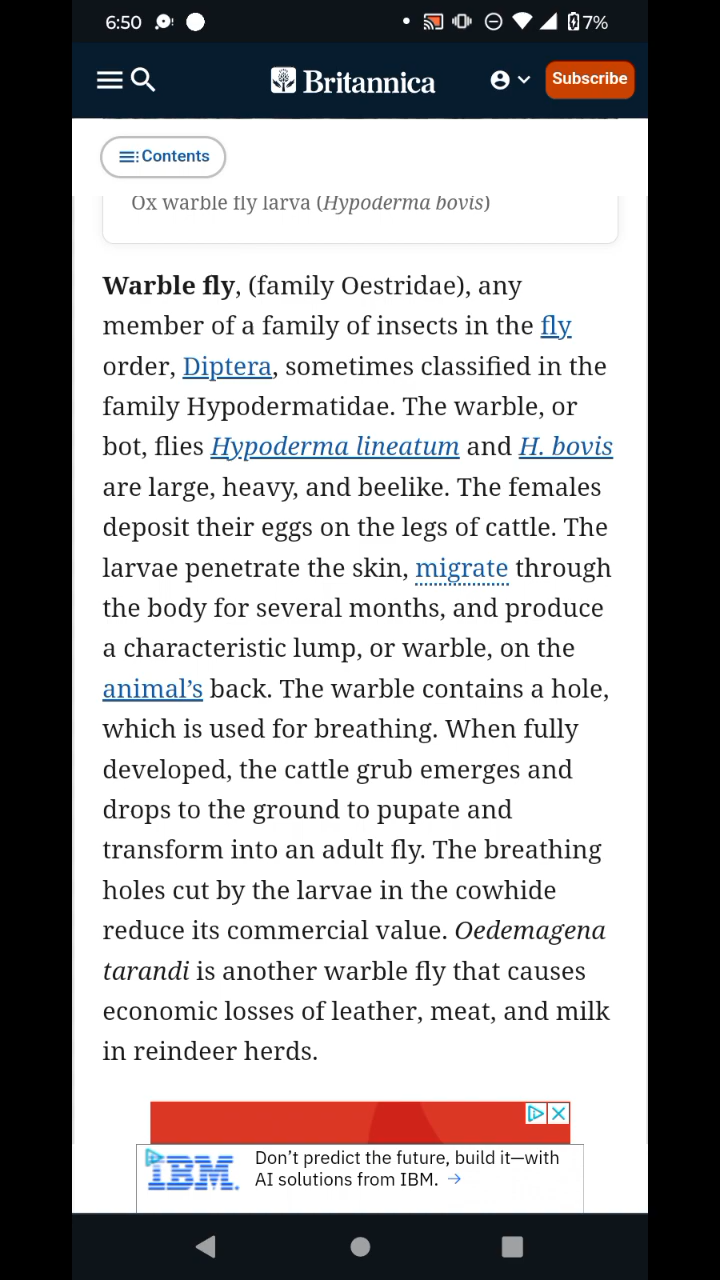 6:50
7%
Britannica
Subscribe
Contents
Ox warble fly larva (Hypoderma bovis)
Warble fly, (family Oestridae), any
member of a family of insects in the fly
order, Diptera, sometimes classified in the
family Hypodermatidae. The warble, or
bot, flies Hypoderma lineatum and H. bovis
are large, heavy, and beelike. The females
deposit their eggs on the legs of cattle. The
larvae penetrate the skin, migrate through
the body for several months, and produce
a characteristic lump, or warble, on the
animal’s back. The warble contains a hole,
which is used for breathing. When fully
developed, the cattle grub emerges and
drops to the ground to pupate and
transform into an adult fly. The breathing
holes cut by the larvae in the cowhide
reduce its commercial value. Oedemagena
tarandi is another warble fly that causes
economic losses of leather, meat, and milk
in reindeer herds.
IBM.
Don’t predict the future, build it—with
AI solutions from IBM. →